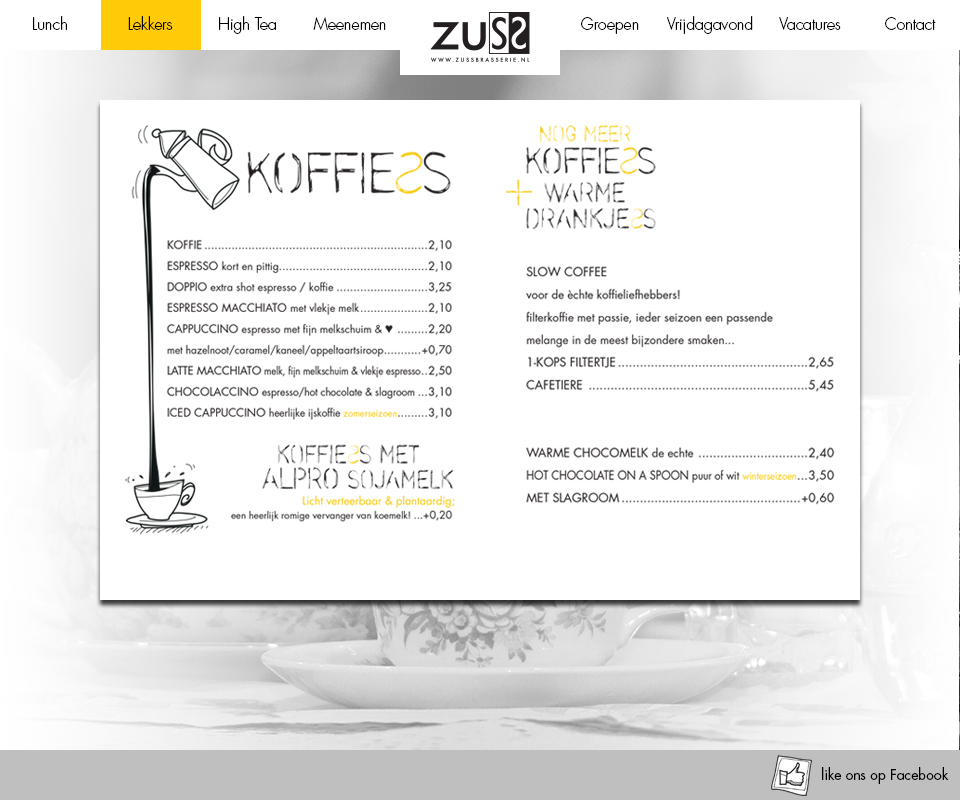 Lunch
Lekkers
High Tea
Meenemen
ZUSS
WWW.ZUSSBRASSERIE.NL
Groepen
Vrijdagavond
Vacatures
Contact
KOFFIESS
KOFFIE ........................................................2,10
ESPRESSO kort en pittig.....................................2,10
DOPPIO extra shot espresso / koffie .......................3,25
ESPRESSO MACCHIATO met vlekje melk.................2,10
CAPPUCCINO espresso met fijn melkschuim & ♥ .........2,20
met hazelnoot/caramel/kaneel/appeltaartsiroop...........+0,70
LATTE MACCHIATO melk, fijn melkschuim & vlekje espresso..2,50
CHOCOLACCINO espresso/hot chocolate & slagroom ...3,10
ICED CAPPUCCINO heerlijke ijskoffie zomerseizoen.........3,10
KOFFIESS MET
ALPRO SOJAMELK
Licht verteerbaar & plantaardig;
een heerlijk romige vervanger van koemelk! ...+0,20
NOG MEER
KOFFIESS
+ WARME
DRANKJESS
SLOW COFFEE
voor de èchte koffieliefhebbers!
filterkoffie met passie, ieder seizoen een passende
melange in de meest bijzondere smaken...
1-KOPS FILTERTJE ...............................................2,65
CAFETIERE .......................................................5,45
WARME CHOCOMELK de echte ...........................2,40
HOT CHOCOLATE ON A SPOON puur of wit winterseizoen...3,50
MET SLAGROOM .............................................+0,60
like ons op Facebook